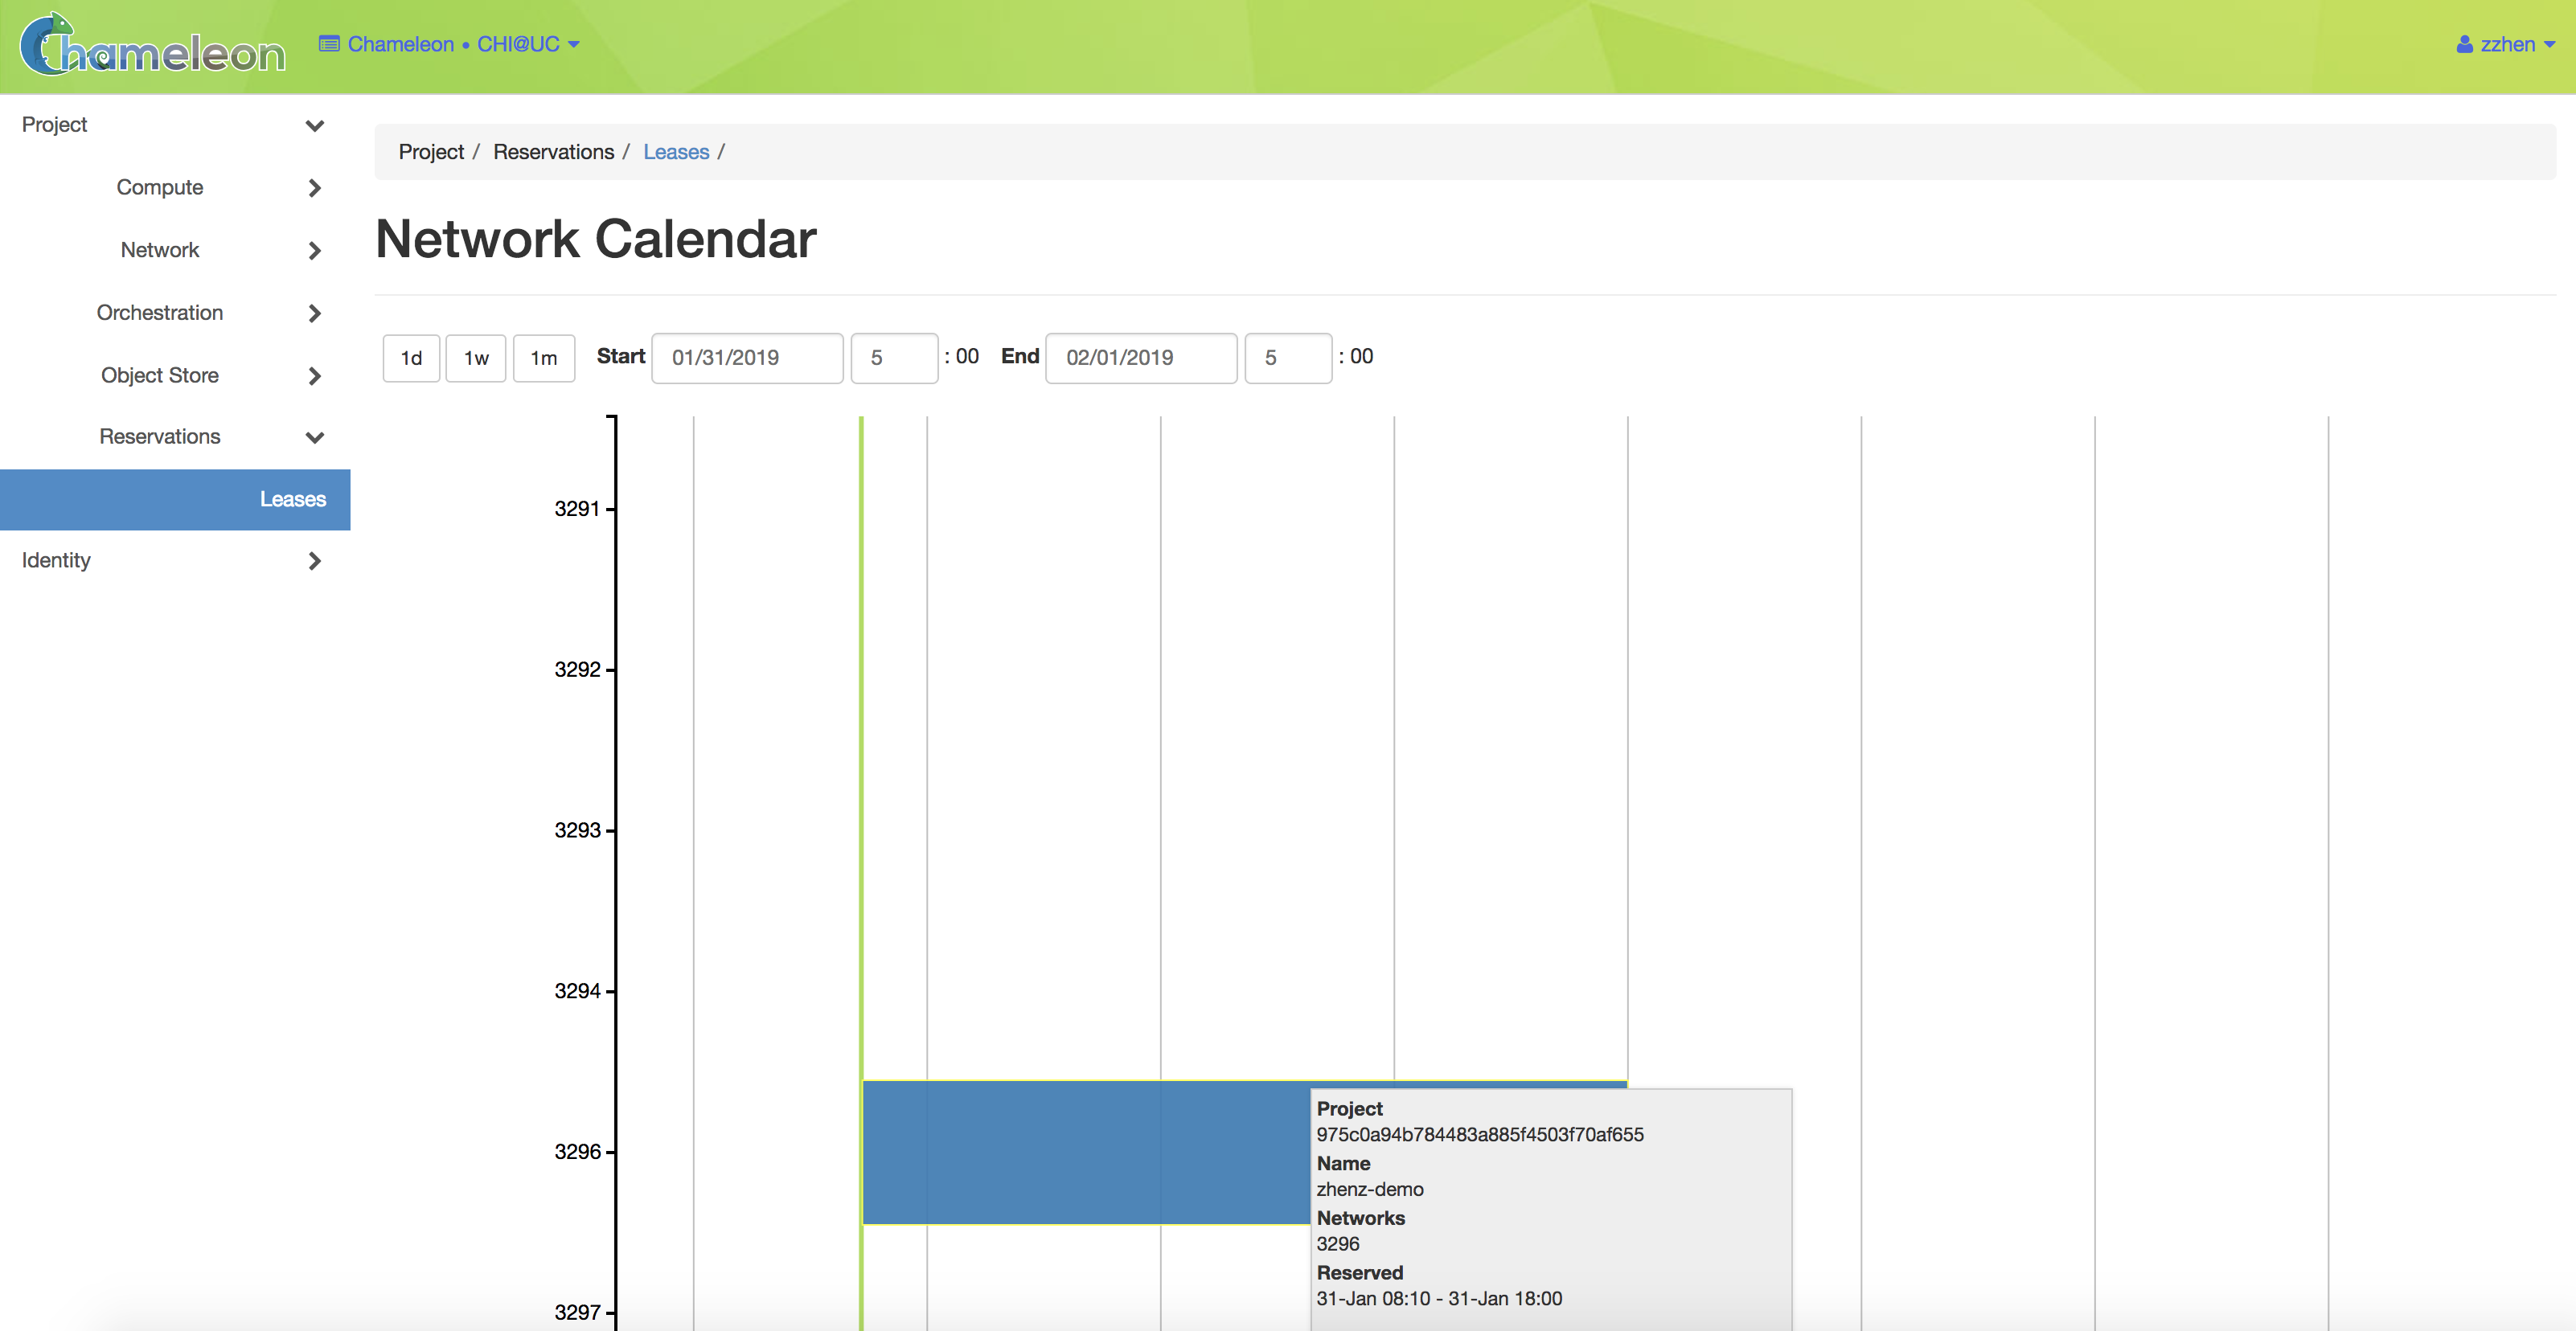 Chameleon
Chameleon • CHI@UC
zzhen
Project
Compute
Network
Orchestration
Object Store
Reservations
Leases
Identity
Project / Reservations / Leases /
Network Calendar
1d 1w 1m Start 01/31/2019 5 : 00 End 02/01/2019 5 : 00
3291
3292
3293
3294
3296
3297
Project
975c0a94b784483a885f4503f70af655
Name
zhenz-demo
Networks
3296
Reserved
31-Jan 08:10 - 31-Jan 18:00